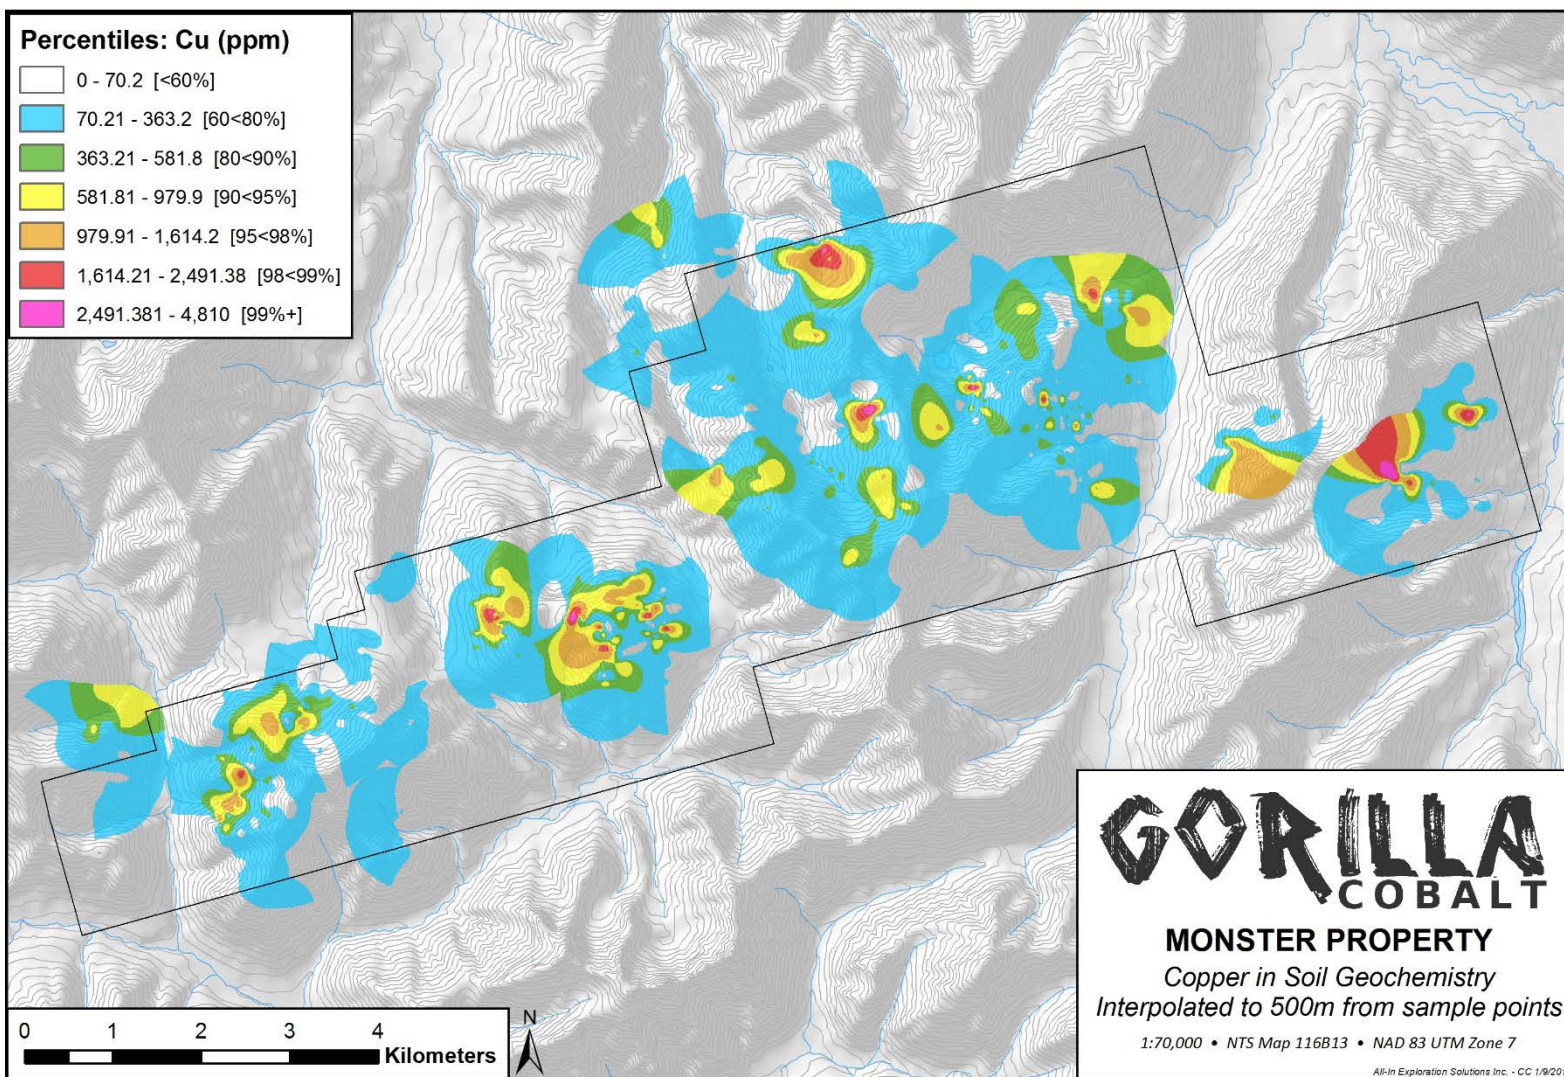 Percentiles: Cu (ppm)
0 - 70.2 [<60%]
70.21 - 363.2 [60<80%]
363.21 - 581.8 [80<90%]
581.81 - 979.9 [90<95%]
979.91 - 1,614.2 [95<98%]
1,614.21 - 2,491.38 [98<99%]
2,491.381 - 4,810 [99%+]
0 1 2 3 4
Kilometers
N
GORILLA
COBALT
MONSTER PROPERTY
Copper in Soil Geochemistry
Interpolated to 500m from sample points
1:70,000 • NTS Map 116B13 • NAD 83 UTM Zone 7
All-In Exploration Solutions Inc. - CC 1/9/201